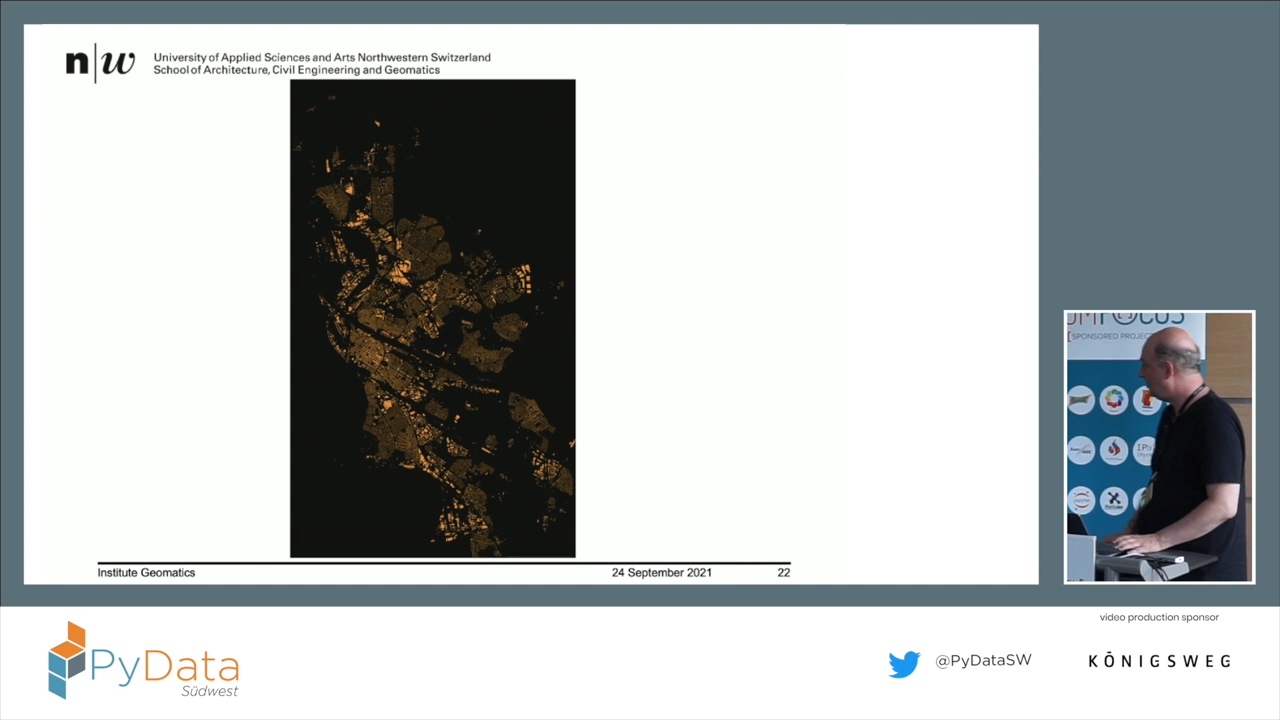 n|w
University of Applied Sciences and Arts Northwestern Switzerland
School of Architecture, Civil Engineering and Geomatics
Institute Geomatics
24 September 2021
22
[SPONSORED PROJEC
PyData
Südwest
@PyDataSW
video production sponsor
KÖNIGSWEG